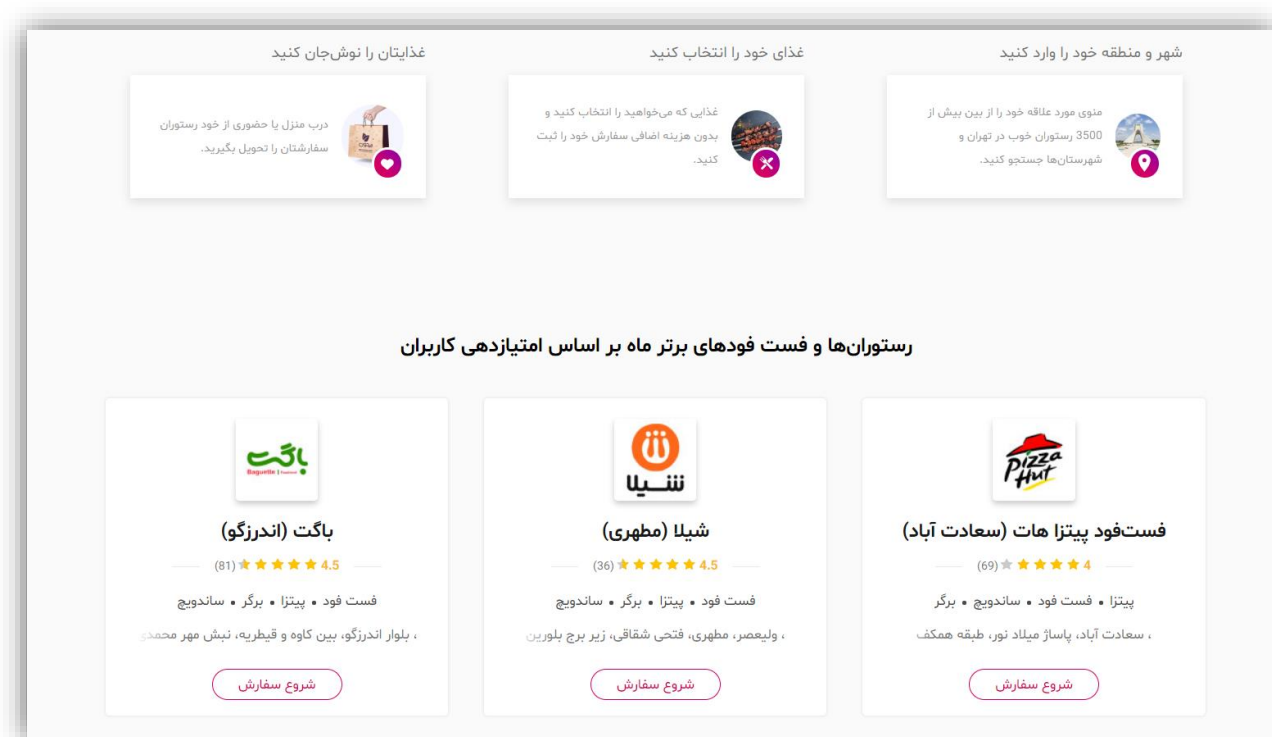 شهر و منطقه خود را وارد کنید
منوی مورد علاقه خود را از بین بیش از
3500 رستوران خوب در تهران و
شهرستان‌ها جستجو کنید.
غذای خود را انتخاب کنید
غذایی که می‌خواهید را انتخاب کنید و
بدون هزینه اضافی سفارش خود را ثبت
کنید.
غذایتان را نوش‌جان کنید
درب منزل یا حضوری از خود رستوران
سفارشتان را تحویل بگیرید.
رستوران‌ها و فست فودهای برتر ماه بر اساس امتیازدهی کاربران
Pizza
Hut
فست‌فود پیتزا هات (سعادت آباد)
4 (69)
پیتزا • فست فود • ساندویچ • برگر
، سعادت آباد، پاساژ میلاد نور، طبقه همکف
شروع سفارش
شیلا
شیلا (مطهری)
4.5 (36)
فست فود • پیتزا • برگر • ساندویچ
، ولیعصر، مطهری، فتحی شقاقی، زیر برج بلورین
شروع سفارش
باگت
Baguette
باگت (اندرزگو)
4.5 (81)
فست فود • پیتزا • برگر • ساندویچ
، بلوار اندرزگو، بین کاوه و قیطریه، نبش مهر محمدی
شروع سفارش